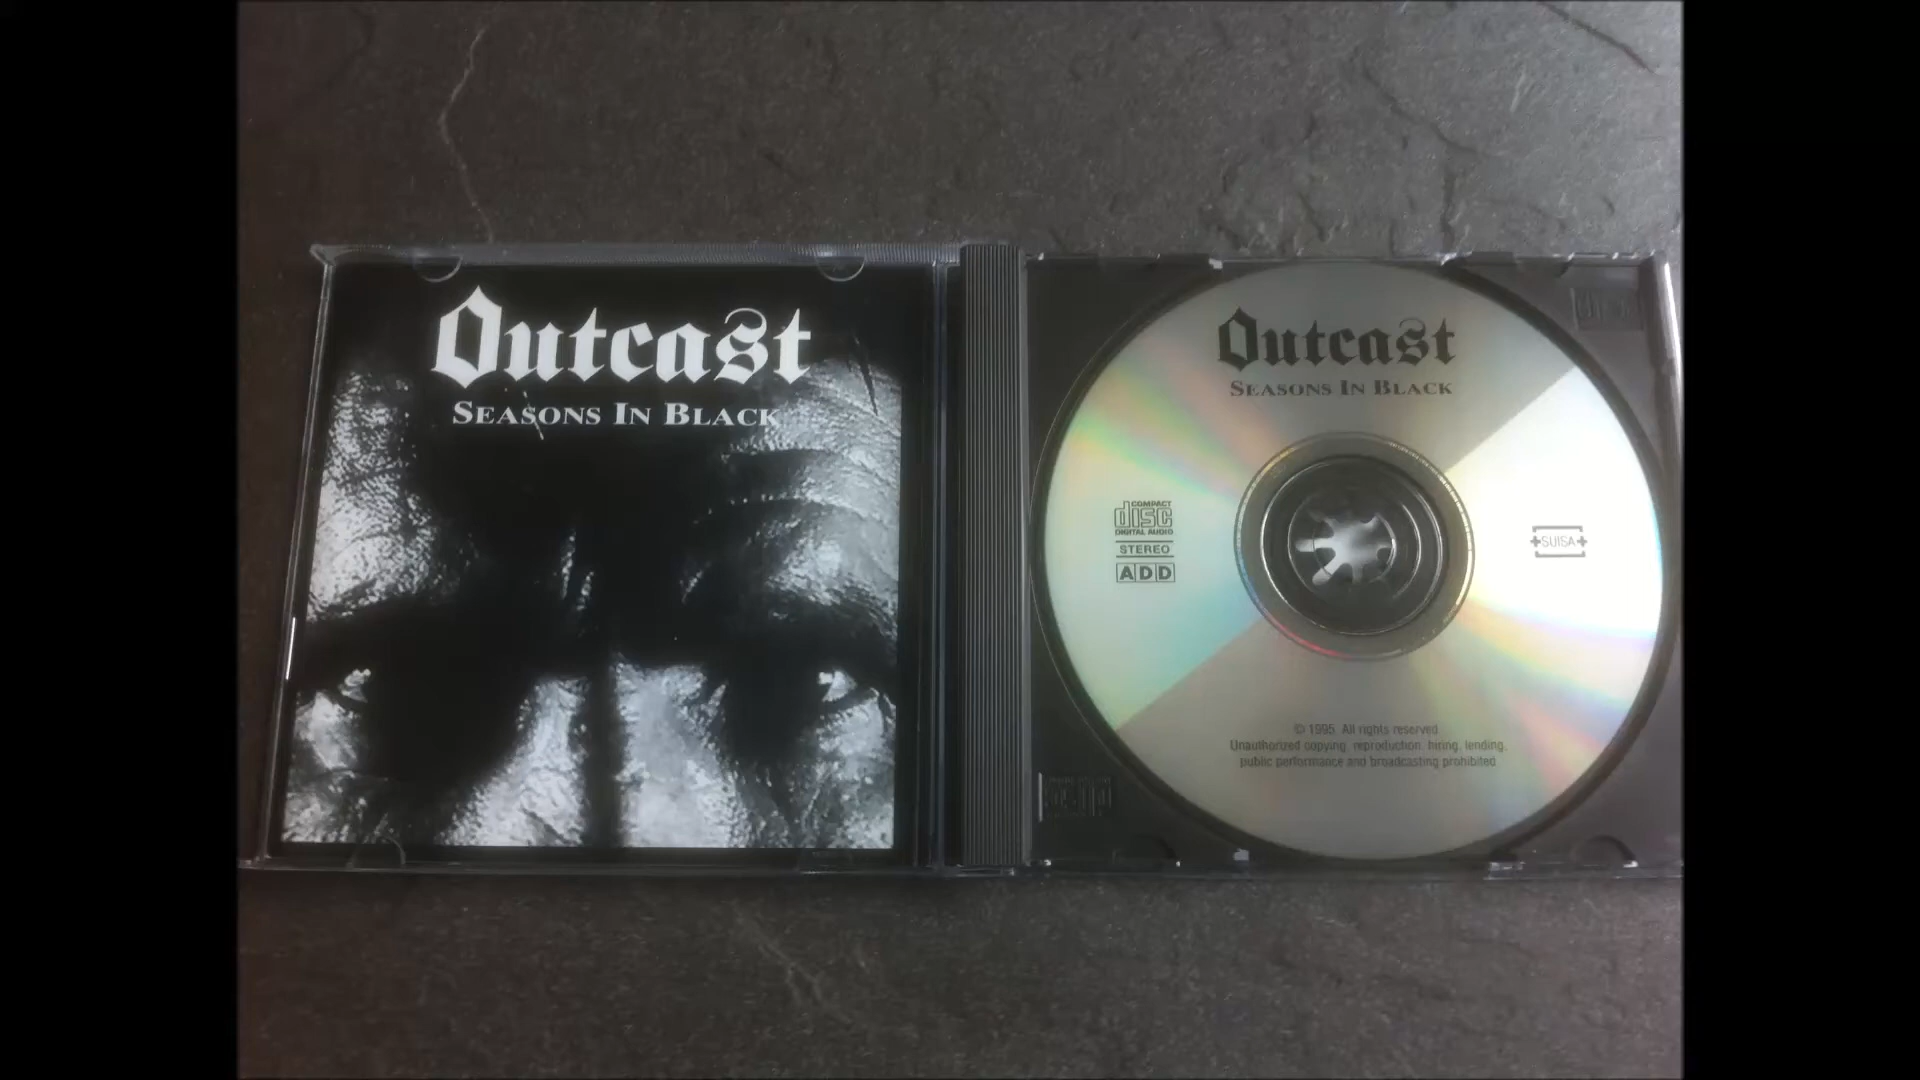 Outcast
SEASONS IN BLACK
Outcast
SEASONS IN BLACK
COMPACT
disc
DIGITAL AUDIO
STEREO
ADD
SUISA
© 1995. All rights reserved.
Unauthorized copying, reproduction, hiring, lending,
public performance and broadcasting prohibited.